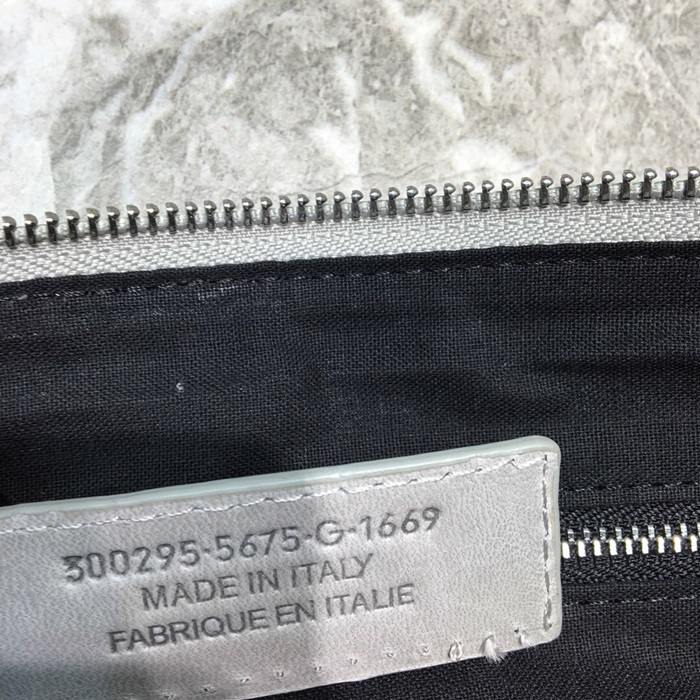 300295-5675-G-1669
MADE IN ITALY
FABRIQUE EN ITALIE